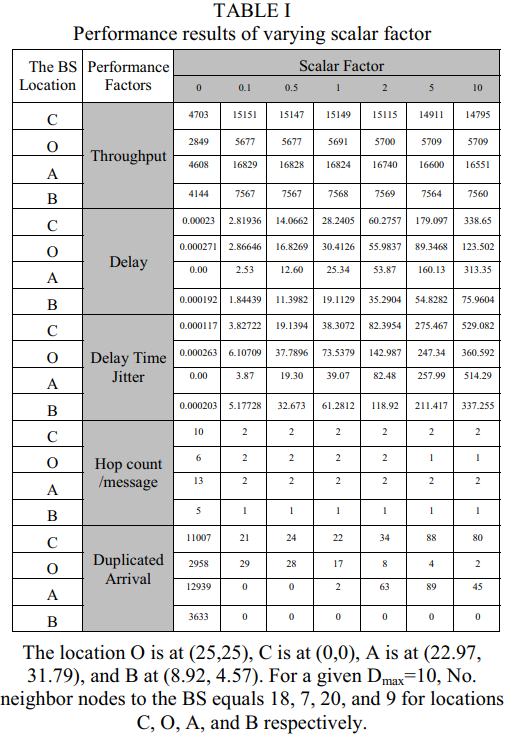 TABLE I
Performance results of varying scalar factor
The BS Location Performance Factors Scalar Factor
0 0.1 0.5 1 2 5 10
C Throughput 4703 15151 15147 15149 15115 14911 14795
O 2849 5677 5677 5691 5700 5709 5709
A 4608 16829 16828 16824 16740 16600 16551
B 4144 7567 7567 7568 7569 7564 7560
C Delay 0.00023 2.81936 14.0662 28.2405 60.2757 179.097 338.65
O 0.000271 2.86646 16.8269 30.4126 55.9837 89.3468 123.502
A 0.00 2.53 12.60 25.34 53.87 160.13 313.35
B 0.000192 1.84439 11.3982 19.1129 35.2904 54.8282 75.9604
C Delay Time Jitter 0.000117 3.82722 19.1394 38.3072 82.3954 275.467 529.082
O 0.000263 6.10709 37.7896 73.5379 142.987 247.34 360.592
A 0.00 3.87 19.30 39.07 82.48 257.99 514.29
B 0.000203 5.17728 32.673 61.2812 118.92 211.417 337.255
C Hop count /message 10 2 2 2 2 2 2
O 6 2 2 2 2 1 1
A 13 2 2 2 2 2 2
B 5 1 1 1 1 1 1
C Duplicated Arrival 11007 21 24 22 34 88 80
O 2958 29 28 17 8 4 2
A 12939 0 0 2 63 89 45
B 3633 0 0 0 0 0 0
The location O is at (25,25), C is at (0,0), A is at (22.97,
31.79), and B at (8.92, 4.57). For a given Dmax=10, No.
neighbor nodes to the BS equals 18, 7, 20, and 9 for locations
C, O, A, and B respectively.